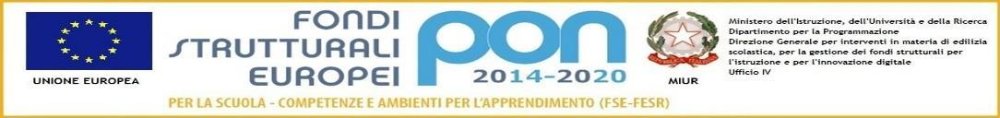 UNIONE EUROPEA
FONDI
STRUTTURALI
EUROPEI
pon
2014-2020
PER LA SCUOLA - COMPETENZE E AMBIENTI PER L'APPRENDIMENTO (FSE-FESR)
MIUR
Ministero dell'Istruzione, dell'Università e della Ricerca
Dipartimento per la Programmazione
Direzione Generale per interventi in materia di edilizia
scolastica, per la gestione dei fondi strutturali per
l'istruzione e per l'innovazione digitale
Ufficio IV